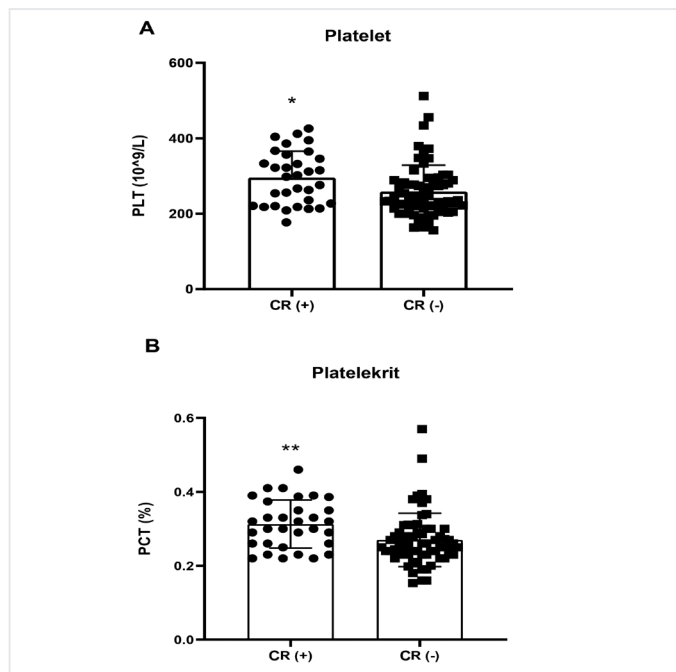 A
Platelet
600
400
200
0
PLT (10^9/L)
*
CR (+)
CR (-)
B
Platelekrit
0.6
0.4
0.2
0.0
PCT (%)
**
CR (+)
CR (-)